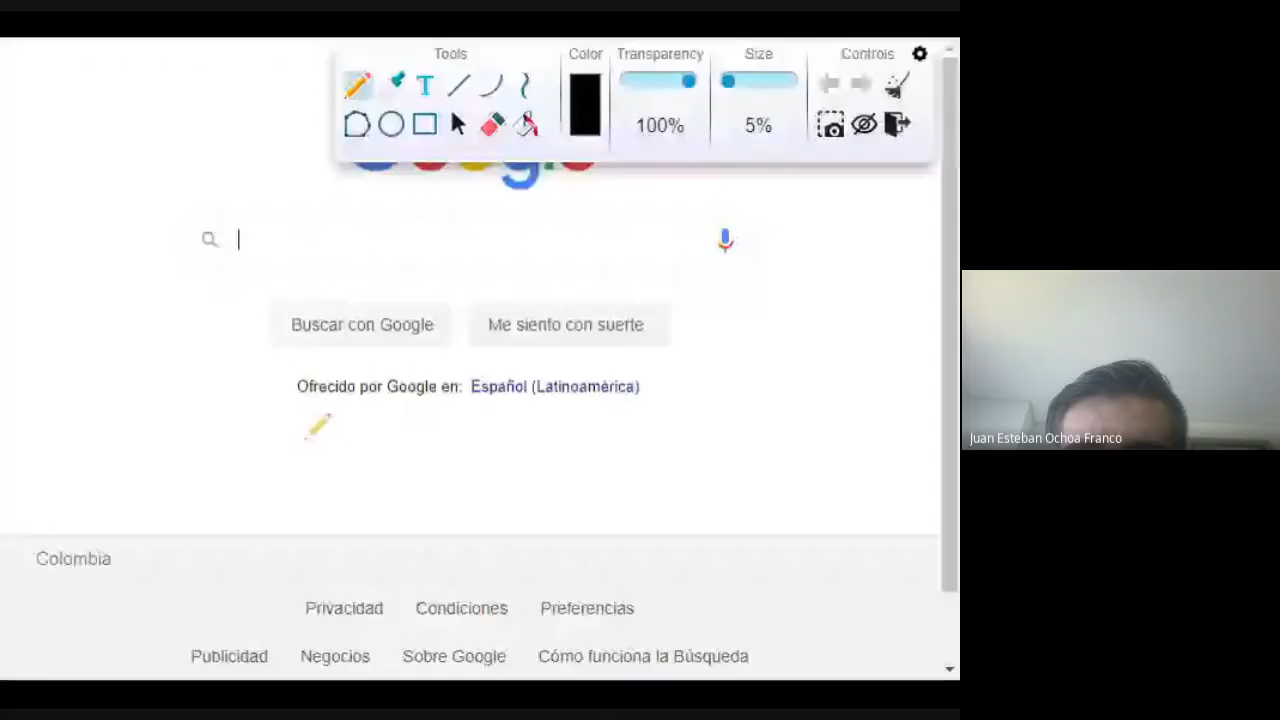 Tools Color Transparency Size Controls
T
100% 5%
Google
Buscar con Google Me siento con suerte
Ofrecido por Google en: Español (Latinoamérica)
Juan Esteban Ochoa Franco
Colombia
Privacidad Condiciones Preferencias
Publicidad Negocios Sobre Google Cómo funciona la Búsqueda